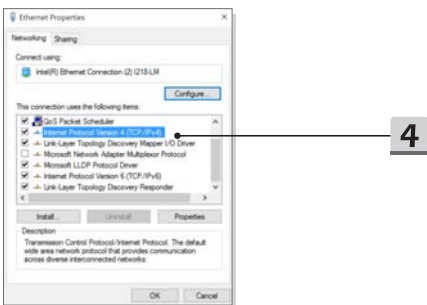 Ethernet Properties
Networking Sharing
Connect using:
Intel(R) Ethernet Connection (2) I218-LM
Configure...
This connection uses the following items:
QoS Packet Scheduler
Internet Protocol Version 4 (TCP/IPv4)
Link-Layer Topology Discovery Mapper I/O Driver
Microsoft Network Adapter Multiplexor Protocol
Microsoft LLDP Protocol Driver
Internet Protocol Version 6 (TCP/IPv6)
Link-Layer Topology Discovery Responder
Install... Uninstall Properties
Description
Transmission Control Protocol/Internet Protocol. The default
wide area network protocol that provides communication
across diverse interconnected networks.
OK Cancel
4